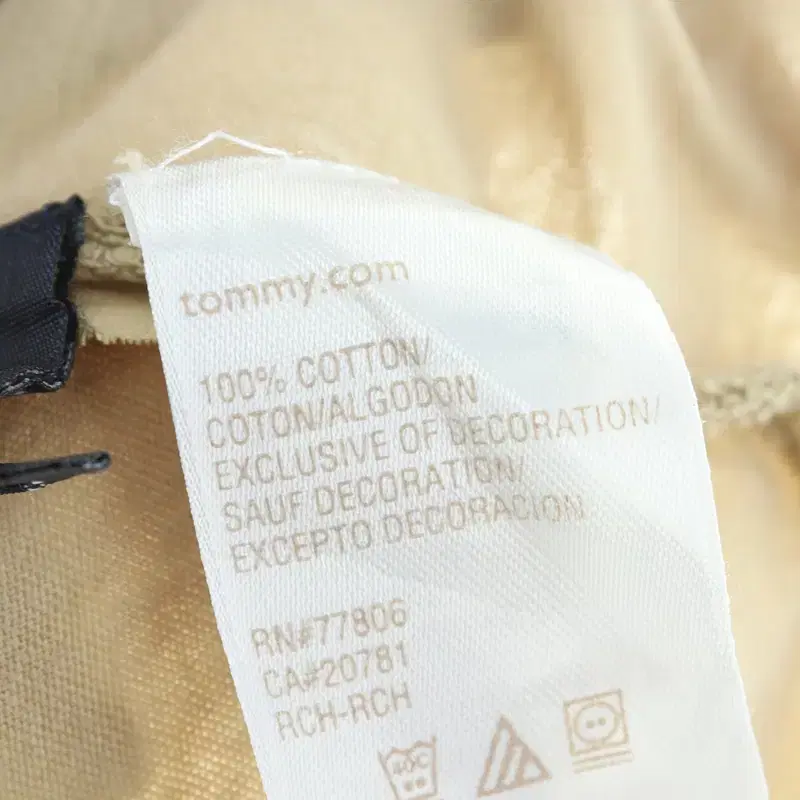 tommy.com
100% COTTON/
COTON/ALGODON
EXCLUSIVE OF DECORATION/
SAUF DECORATION/
EXCEPTO DECORACION
RN#77806
CA#20781
RCH-RCH
40C